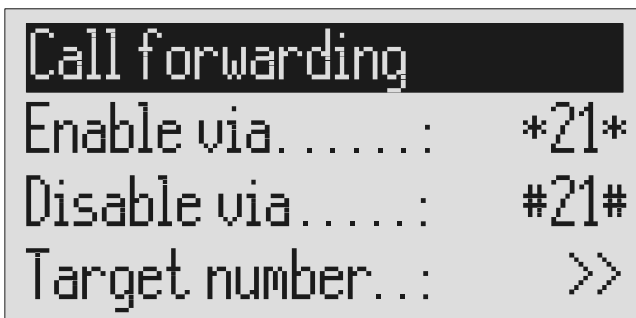 Call forwarding
Enable via......: *21*
Disable via.....: #21#
Target number..: >>